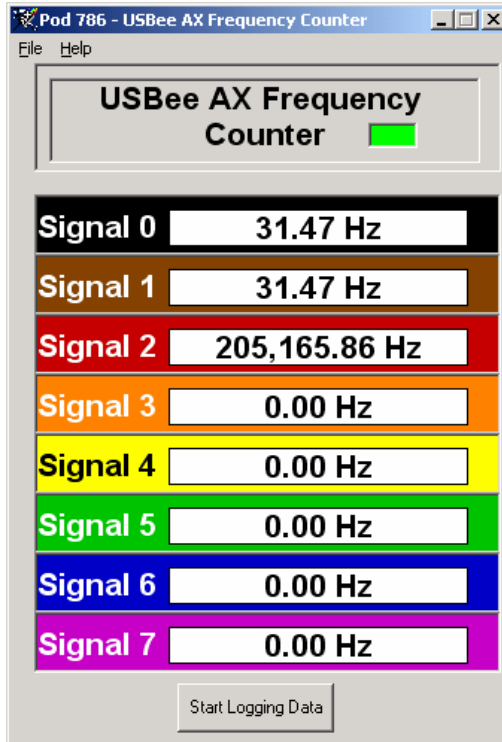 Pod 786 - USBee AX Frequency Counter
File Help
USBee AX Frequency
Counter
Signal 0 31.47 Hz
Signal 1 31.47 Hz
Signal 2 205,165.86 Hz
Signal 3 0.00 Hz
Signal 4 0.00 Hz
Signal 5 0.00 Hz
Signal 6 0.00 Hz
Signal 7 0.00 Hz
Start Logging Data